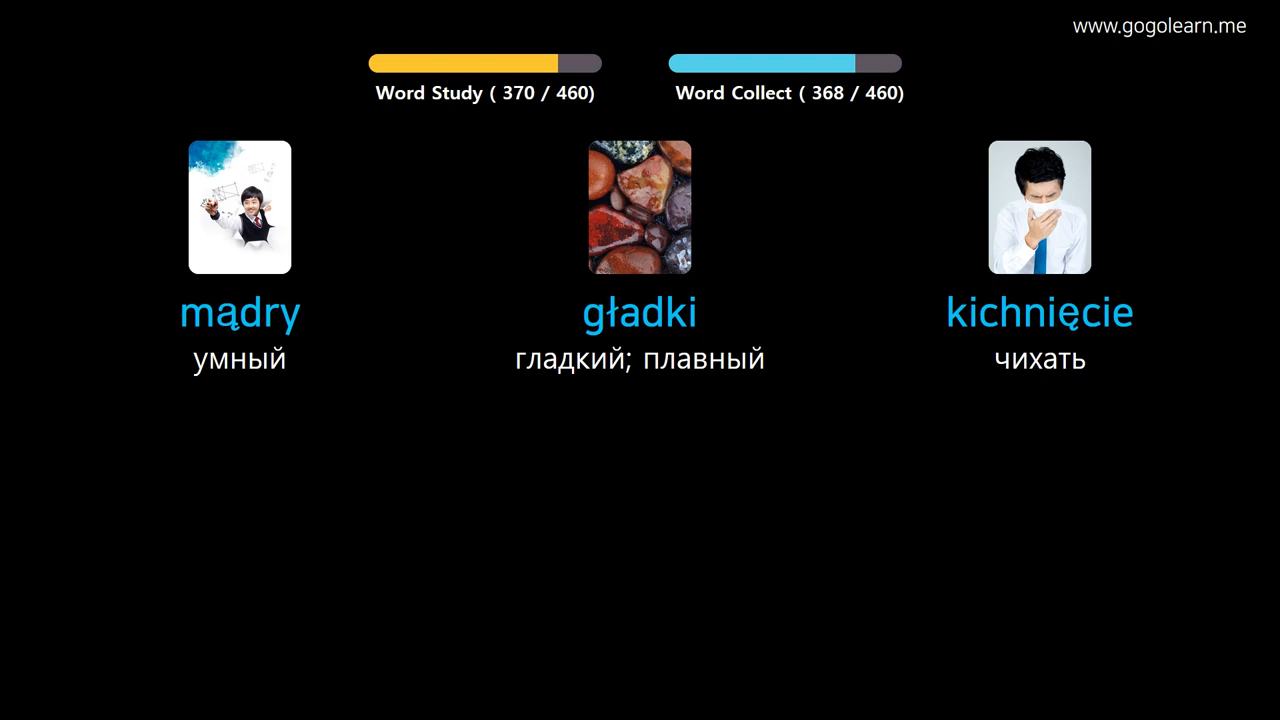 www.gogolearn.me
Word Study ( 370 / 460)
Word Collect ( 368 / 460)
mądry
gładki
kichnięcie
умный
гладкий; плавный
чихать